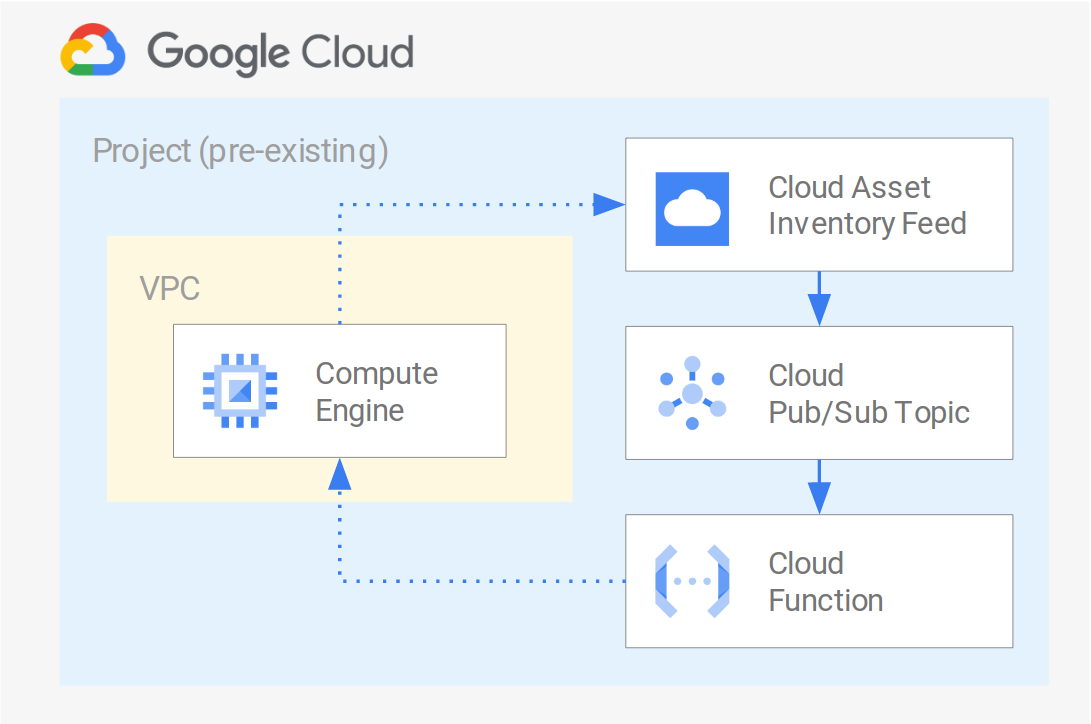 Google Cloud
Project (pre-existing)
Cloud Asset
Inventory Feed
VPC
Compute
Engine
Cloud
Pub/Sub Topic
Cloud
Function